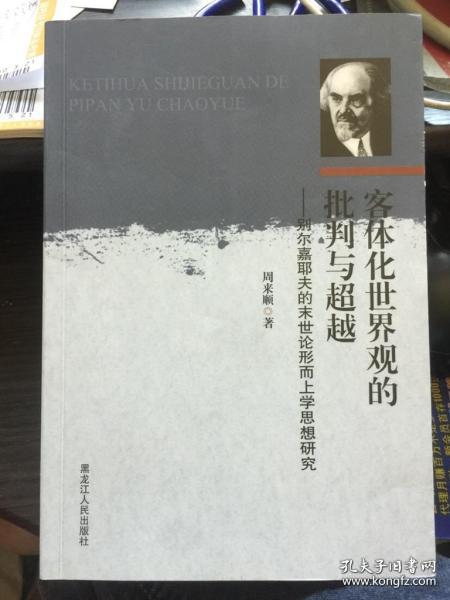 KETIHUA SHIJIEGUAN DE
PIPAN YU CHAOYUE
客体化世界观的
批判与超越
——别尔嘉耶夫的末世论形而上学思想研究
周来顺◎著
黑龙江人民出版社
孔夫子旧书网
www.kongfz.com